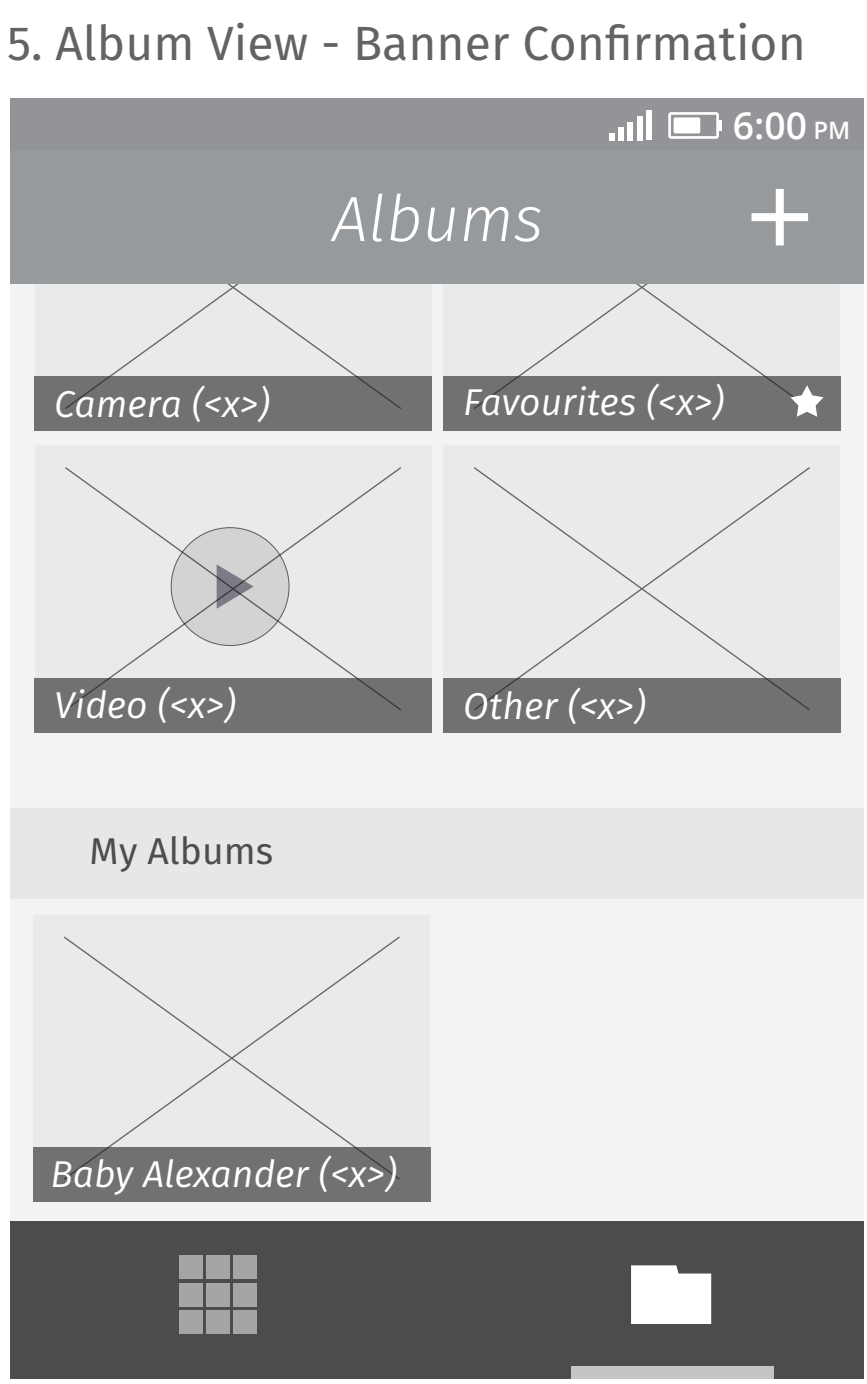 5. Album View - Banner Confirmation
6:00 PM
Albums
Camera (<x>)
Favourites (<x>)
Video (<x>)
Other (<x>)
My Albums
Baby Alexander (<x>)